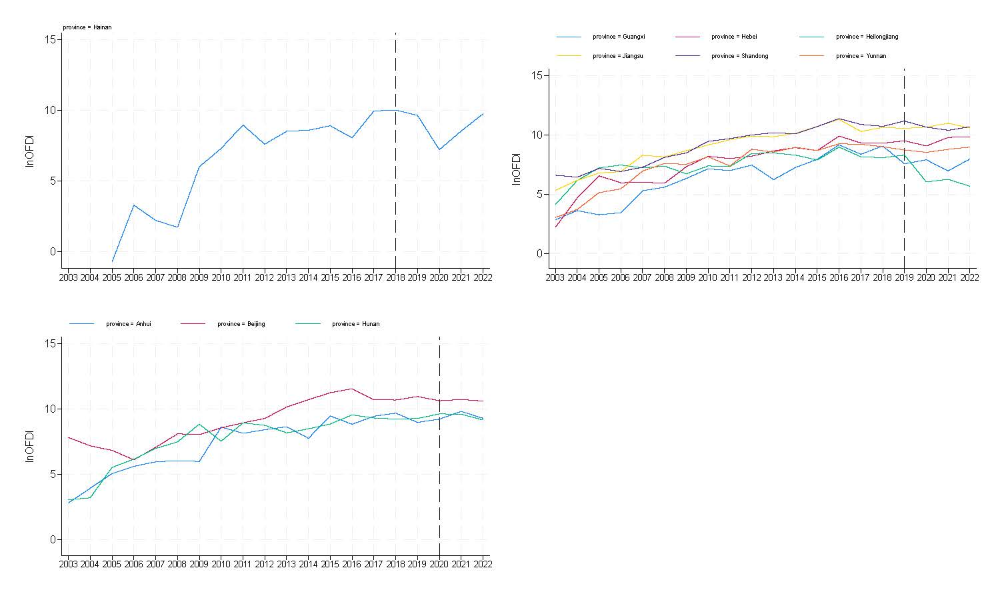 province = Hainan
15
10
5
0
lnOFDI
2003 2004 2005 2006 2007 2008 2009 2010 2011 2012 2013 2014 2015 2016 2017 2018 2019 2020 2021 2022
province = Guangxi province = Hebei province = Heilongjiang
province = Jiangsu province = Shandong province = Yunnan
15
10
5
0
lnOFDI
2003 2004 2005 2006 2007 2008 2009 2010 2011 2012 2013 2014 2015 2016 2017 2018 2019 2020 2021 2022
province = Anhui province = Beijing province = Hunan
15
10
5
0
lnOFDI
2003 2004 2005 2006 2007 2008 2009 2010 2011 2012 2013 2014 2015 2016 2017 2018 2019 2020 2021 2022